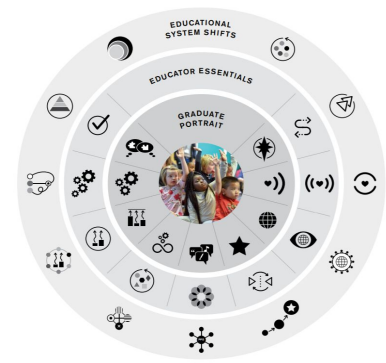 EDUCATIONAL
SYSTEM SHIFTS
EDUCATOR ESSENTIALS
GRADUATE
PORTRAIT